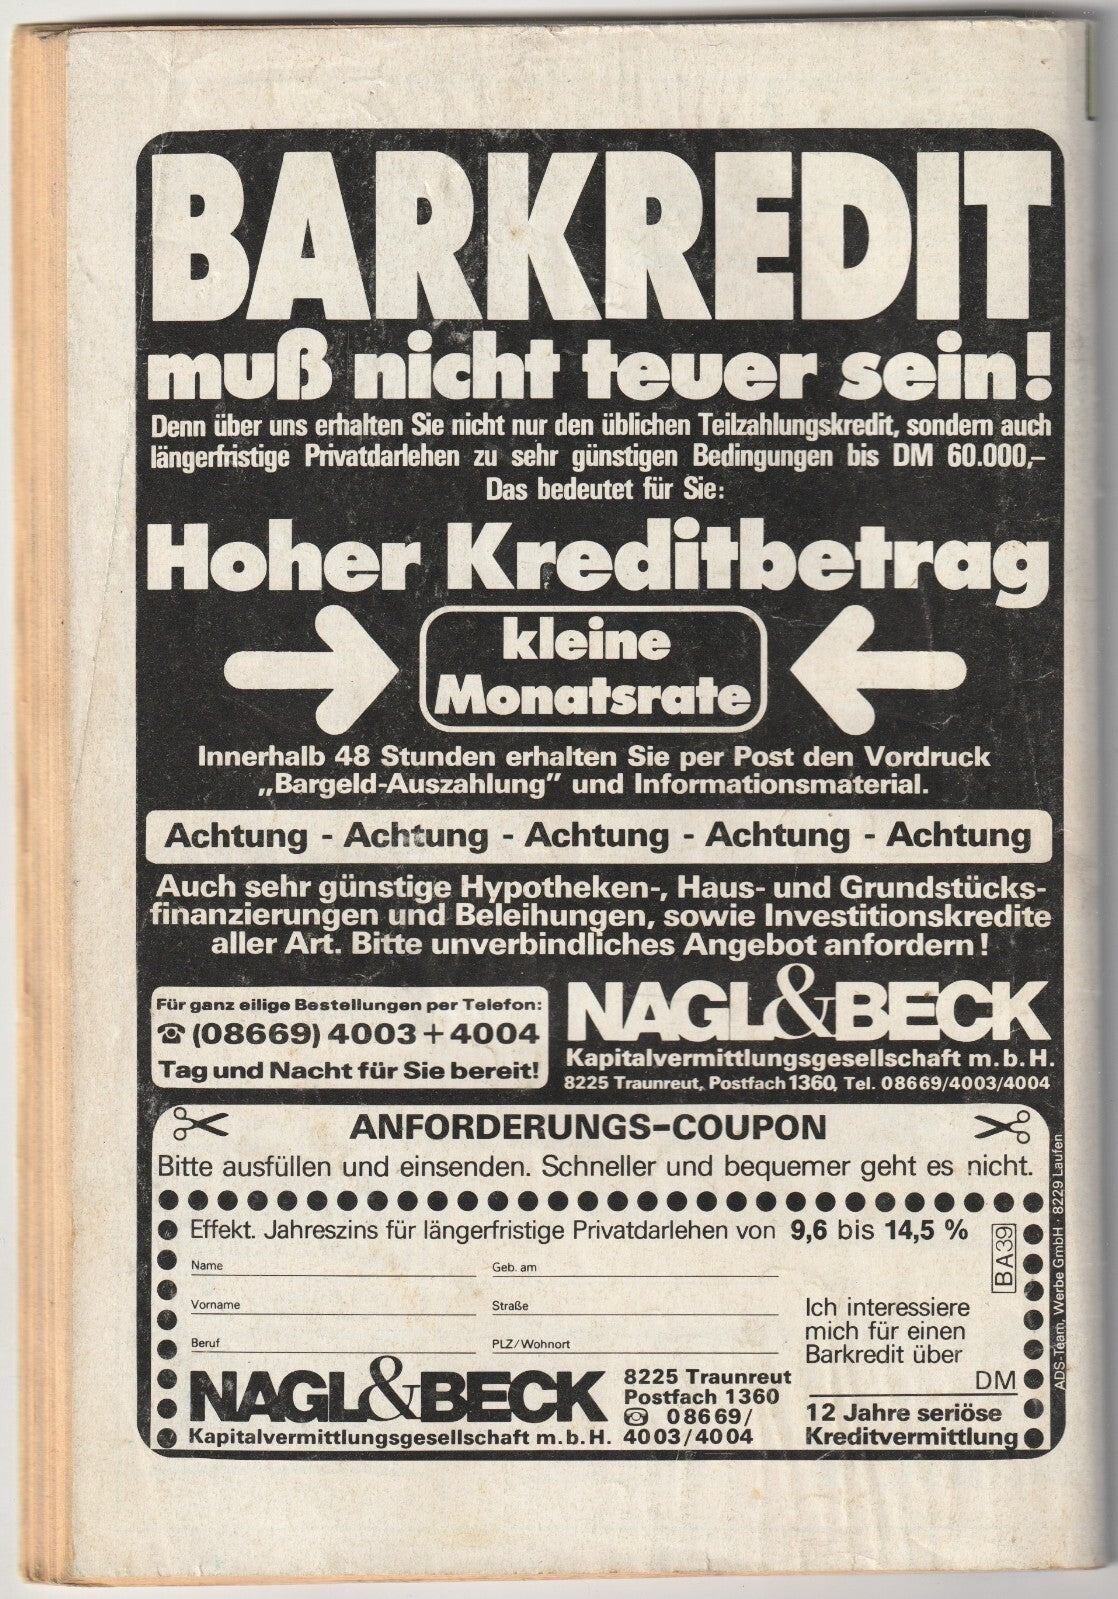 BARKREDIT
muß nicht teuer sein!
Denn über uns erhalten Sie nicht nur den üblichen Teilzahlungskredit, sondern auch
längerfristige Privatdarlehen zu sehr günstigen Bedingungen bis DM 60.000,–
Das bedeutet für Sie:
Hoher Kreditbetrag
kleine
Monatsrate
Innerhalb 48 Stunden erhalten Sie per Post den Vordruck
„Bargeld-Auszahlung” und Informationsmaterial.
Achtung - Achtung - Achtung - Achtung - Achtung
Auch sehr günstige Hypotheken-, Haus- und Grundstücks-
finanzierungen und Beleihungen, sowie Investitionskredite
aller Art. Bitte unverbindliches Angebot anfordern!
Für ganz eilige Bestellungen per Telefon:
☎ (08669) 4003 + 4004
Tag und Nacht für Sie bereit!
NAGL&BECK
Kapitalvermittlungsgesellschaft m.b.H.
8225 Traunreut, Postfach 1360, Tel. 08669/4003/4004
ANFORDERUNGS-COUPON
Bitte ausfüllen und einsenden. Schneller und bequemer geht es nicht.
Effekt. Jahreszins für längerfristige Privatdarlehen von 9,6 bis 14,5 %
BA39
Name
Geb. am
Vorname
Straße
Beruf
PLZ/Wohnort
Ich interessiere
mich für einen
Barkredit über
DM
NAGL&BECK
Kapitalvermittlungsgesellschaft m.b.H.
8225 Traunreut
Postfach 1360
☎ 08669/
4003/4004
12 Jahre seriöse
Kreditvermittlung
ADS-Team, Werbe GmbH · 8229 Laufen